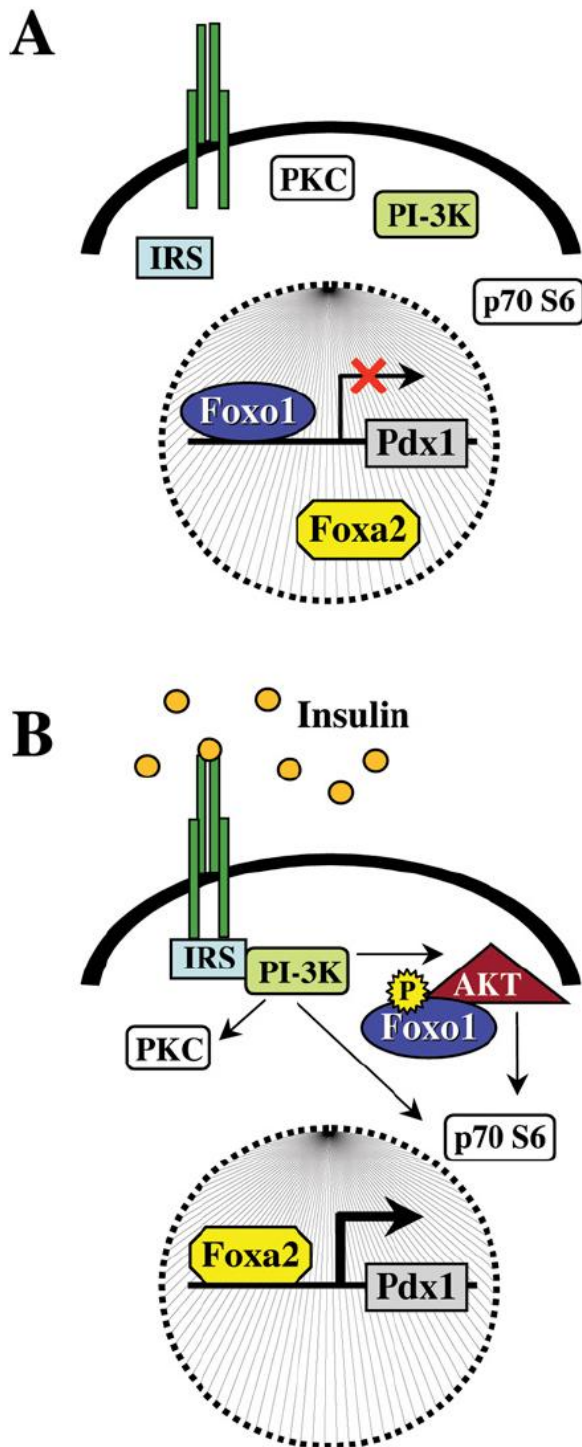 A
PKC
PI-3K
IRS
p70 S6
Foxo1
Pdx1
Foxa2
B
Insulin
IRS
PI-3K
P
AKT
Foxo1
PKC
p70 S6
Foxa2
Pdx1